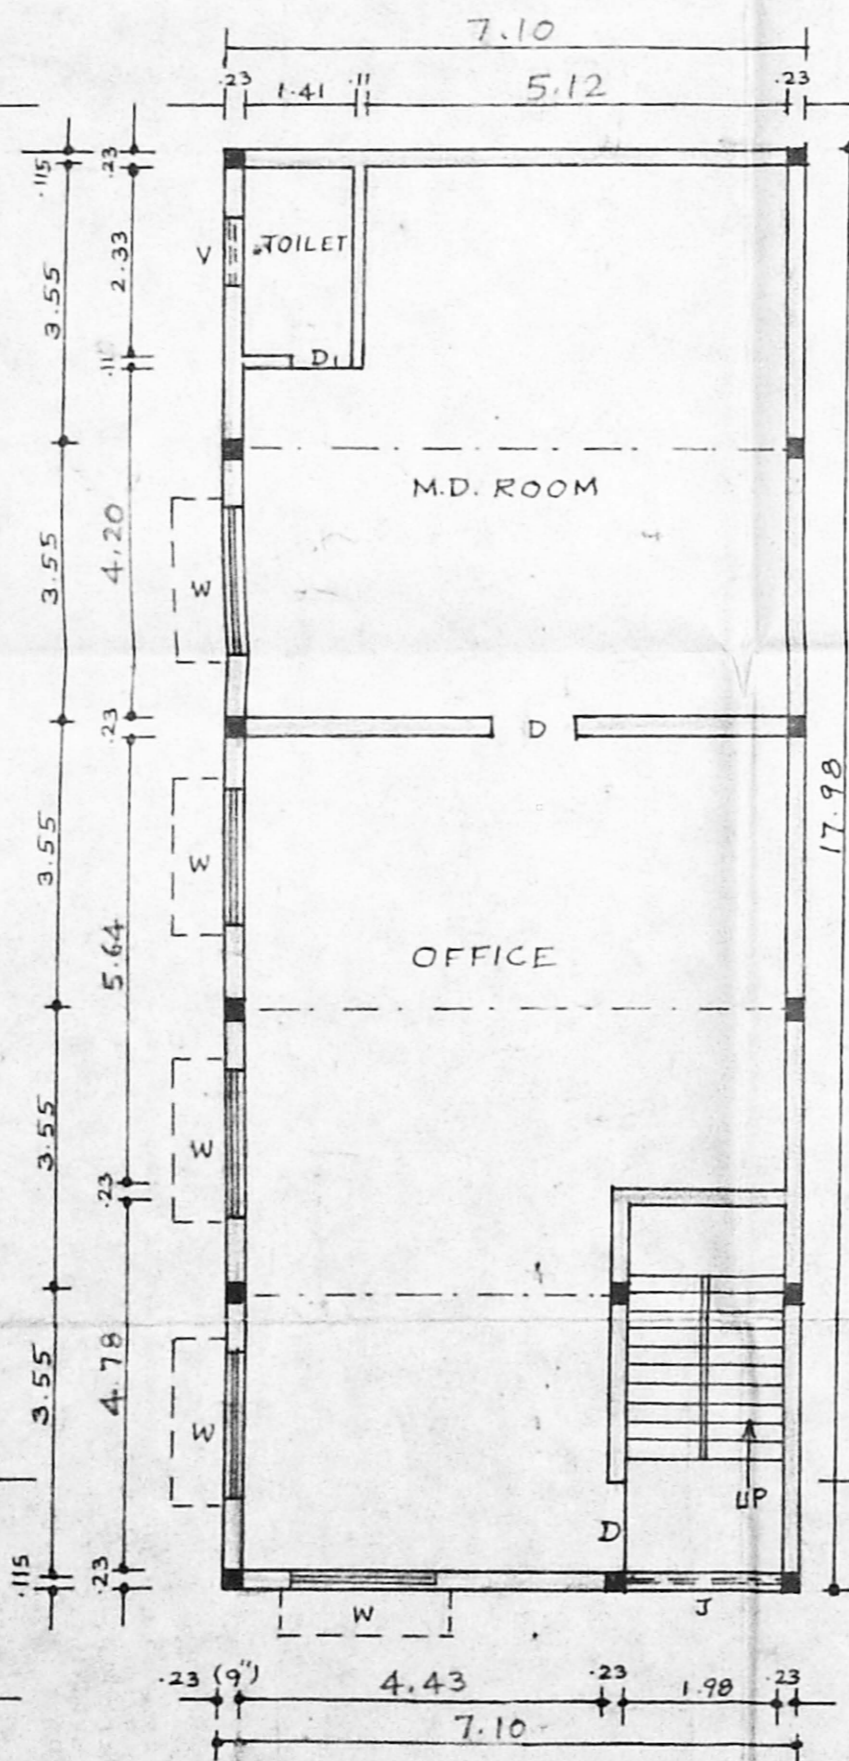 7.10
.23 1.41 .11 5.12 .23
.115 .23
3.55 2.33 V TOILET
.11 D1
M.D. ROOM
3.55 4.20 W
.23 D
17.98
3.55 5.64 W
OFFICE
3.55 W
.23
3.55 4.78 W
UP
D
.115 .23
W J
.23 (9") 4.43 .23 1.98 .23
7.10